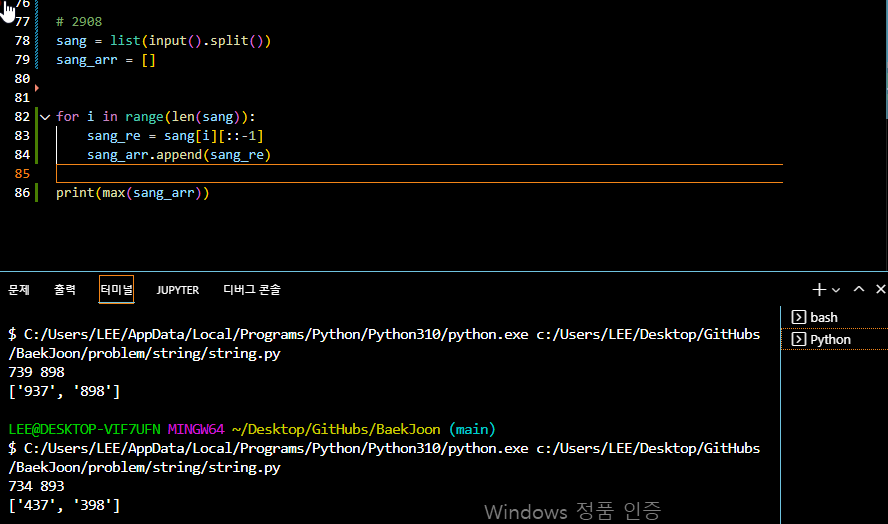 76
77 # 2908
78 sang = list(input().split())
79 sang_arr = []
80
81
82 for i in range(len(sang)):
83 sang_re = sang[i][::-1]
84 sang_arr.append(sang_re)
85
86 print(max(sang_arr))
문제 출력 터미널 JUPYTER 디버그 콘솔
$ C:/Users/LEE/AppData/Local/Programs/Python/Python310/python.exe c:/Users/LEE/Desktop/GitHubs
/BaekJoon/problem/string/string.py
739 898
['937', '898']
LEE@DESKTOP-VIF7UFN MINGW64 ~/Desktop/GitHubs/BaekJoon (main)
$ C:/Users/LEE/AppData/Local/Programs/Python/Python310/python.exe c:/Users/LEE/Desktop/GitHubs
/BaekJoon/problem/string/string.py
734 893
['437', '398']
bash
Python
Windows 정품 인증